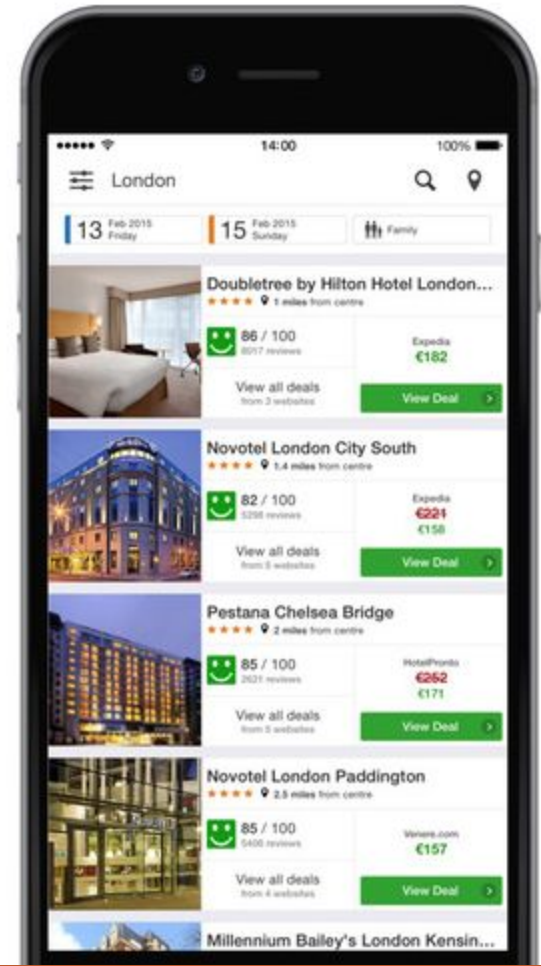 14:00
100%
London
13 Feb 2015 Friday
15 Feb 2015 Sunday
Family
Doubletree by Hilton Hotel London...
1 miles from centre
86 / 100
8017 reviews
Expedia
€182
View all deals
from 3 websites
View Deal
Novotel London City South
1.4 miles from centre
82 / 100
5298 reviews
Expedia
€221
€158
View all deals
from 5 websites
View Deal
Pestana Chelsea Bridge
2 miles from centre
85 / 100
2621 reviews
HotelPronto
€252
€171
View all deals
from 5 websites
View Deal
Novotel London Paddington
2.5 miles from centre
85 / 100
5406 reviews
Venere.com
€157
View all deals
from 4 websites
View Deal
Millennium Bailey's London Kensin...